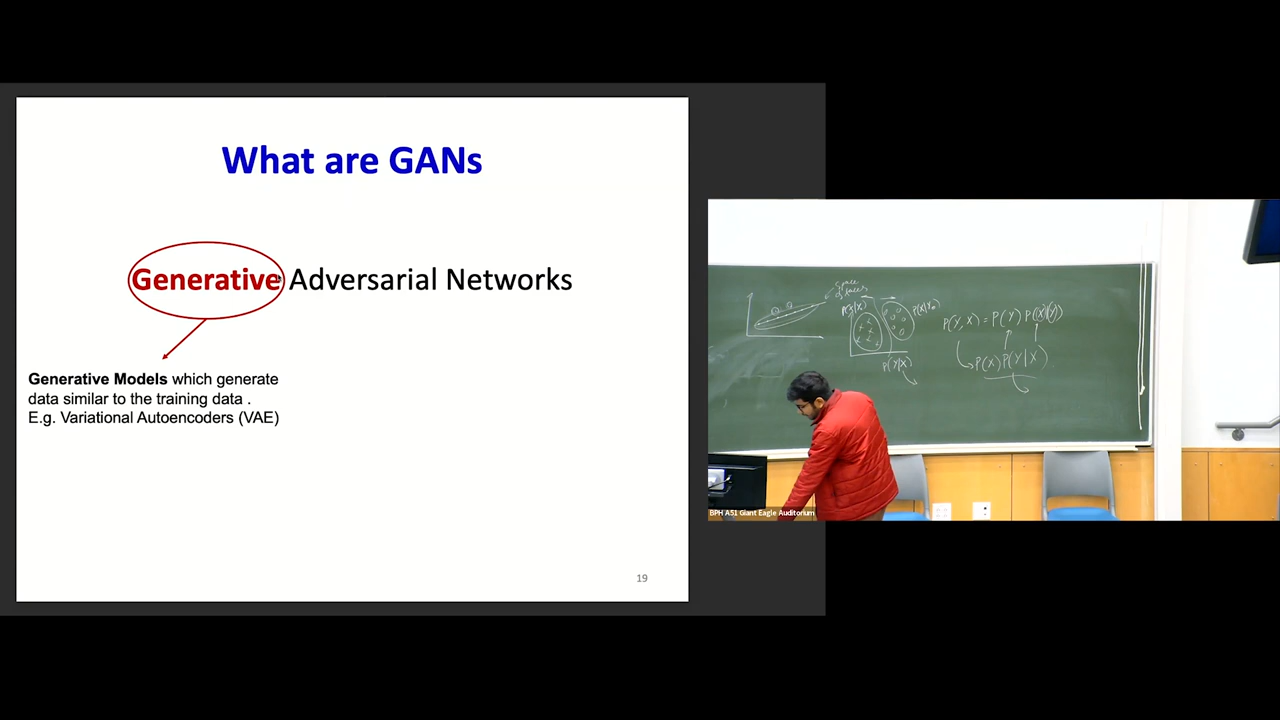 What are GANs
Generative Adversarial Networks
Generative Models which generate
data similar to the training data .
E.g. Variational Autoencoders (VAE)
19
Space
P(Y|X)
P(Y, X) = P(Y) P(X|Y)
P(X) P(Y|X)
BPH A51 Giant Eagle Auditorium